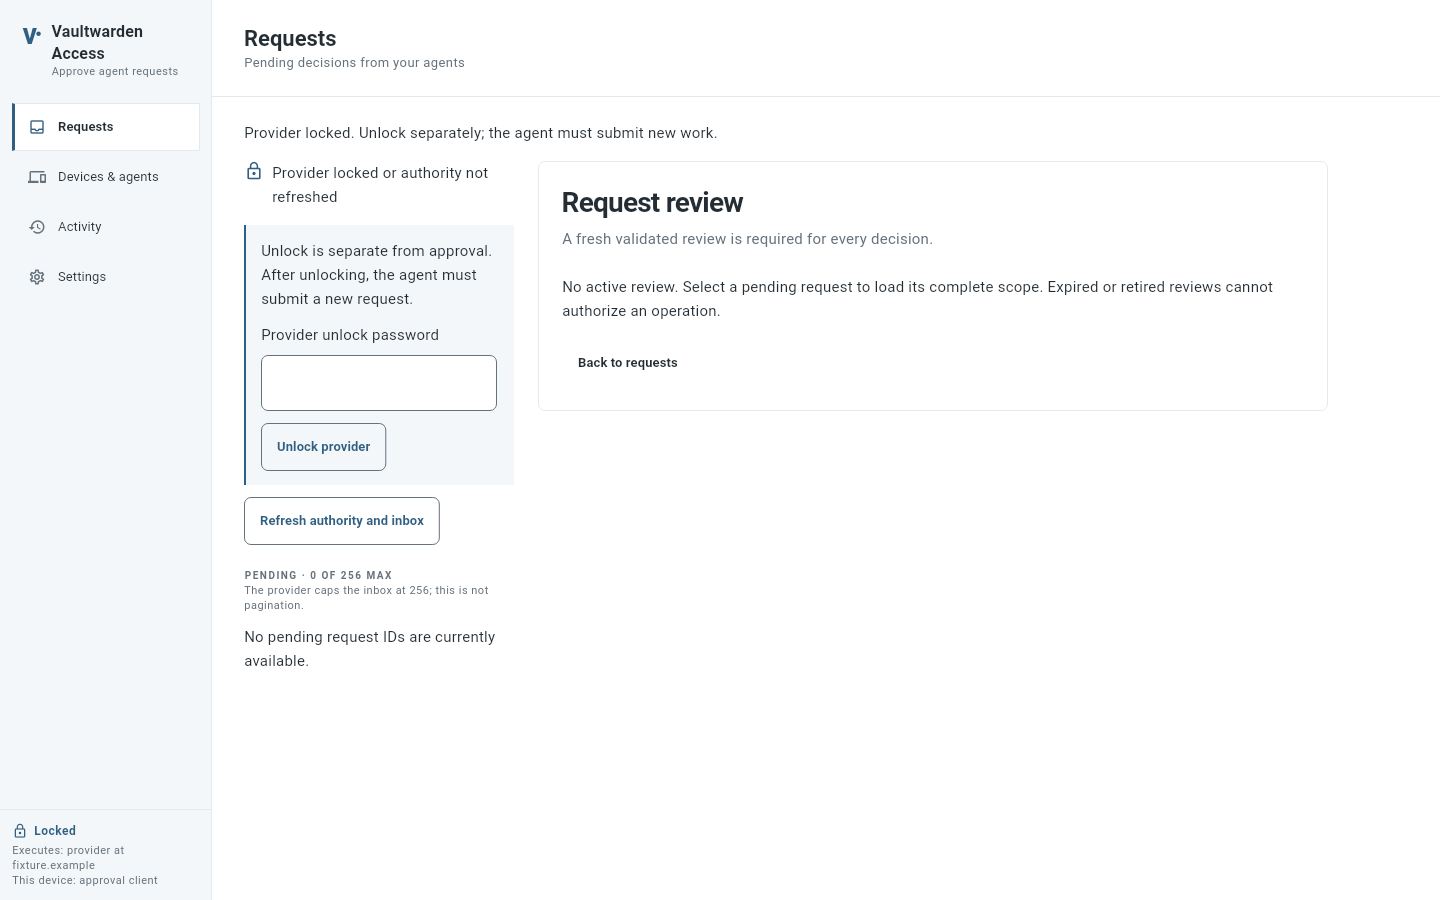 Vaultwarden
Access
Approve agent requests
Requests
Devices & agents
Activity
Settings
Locked
Executes: provider at
fixture.example
This device: approval client
Requests
Pending decisions from your agents
Provider locked. Unlock separately; the agent must submit new work.
Provider locked or authority not
refreshed
Unlock is separate from approval.
After unlocking, the agent must
submit a new request.
Provider unlock password
Unlock provider
Refresh authority and inbox
PENDING · 0 OF 256 MAX
The provider caps the inbox at 256; this is not
pagination.
No pending request IDs are currently
available.
Request review
A fresh validated review is required for every decision.
No active review. Select a pending request to load its complete scope. Expired or retired reviews cannot
authorize an operation.
Back to requests